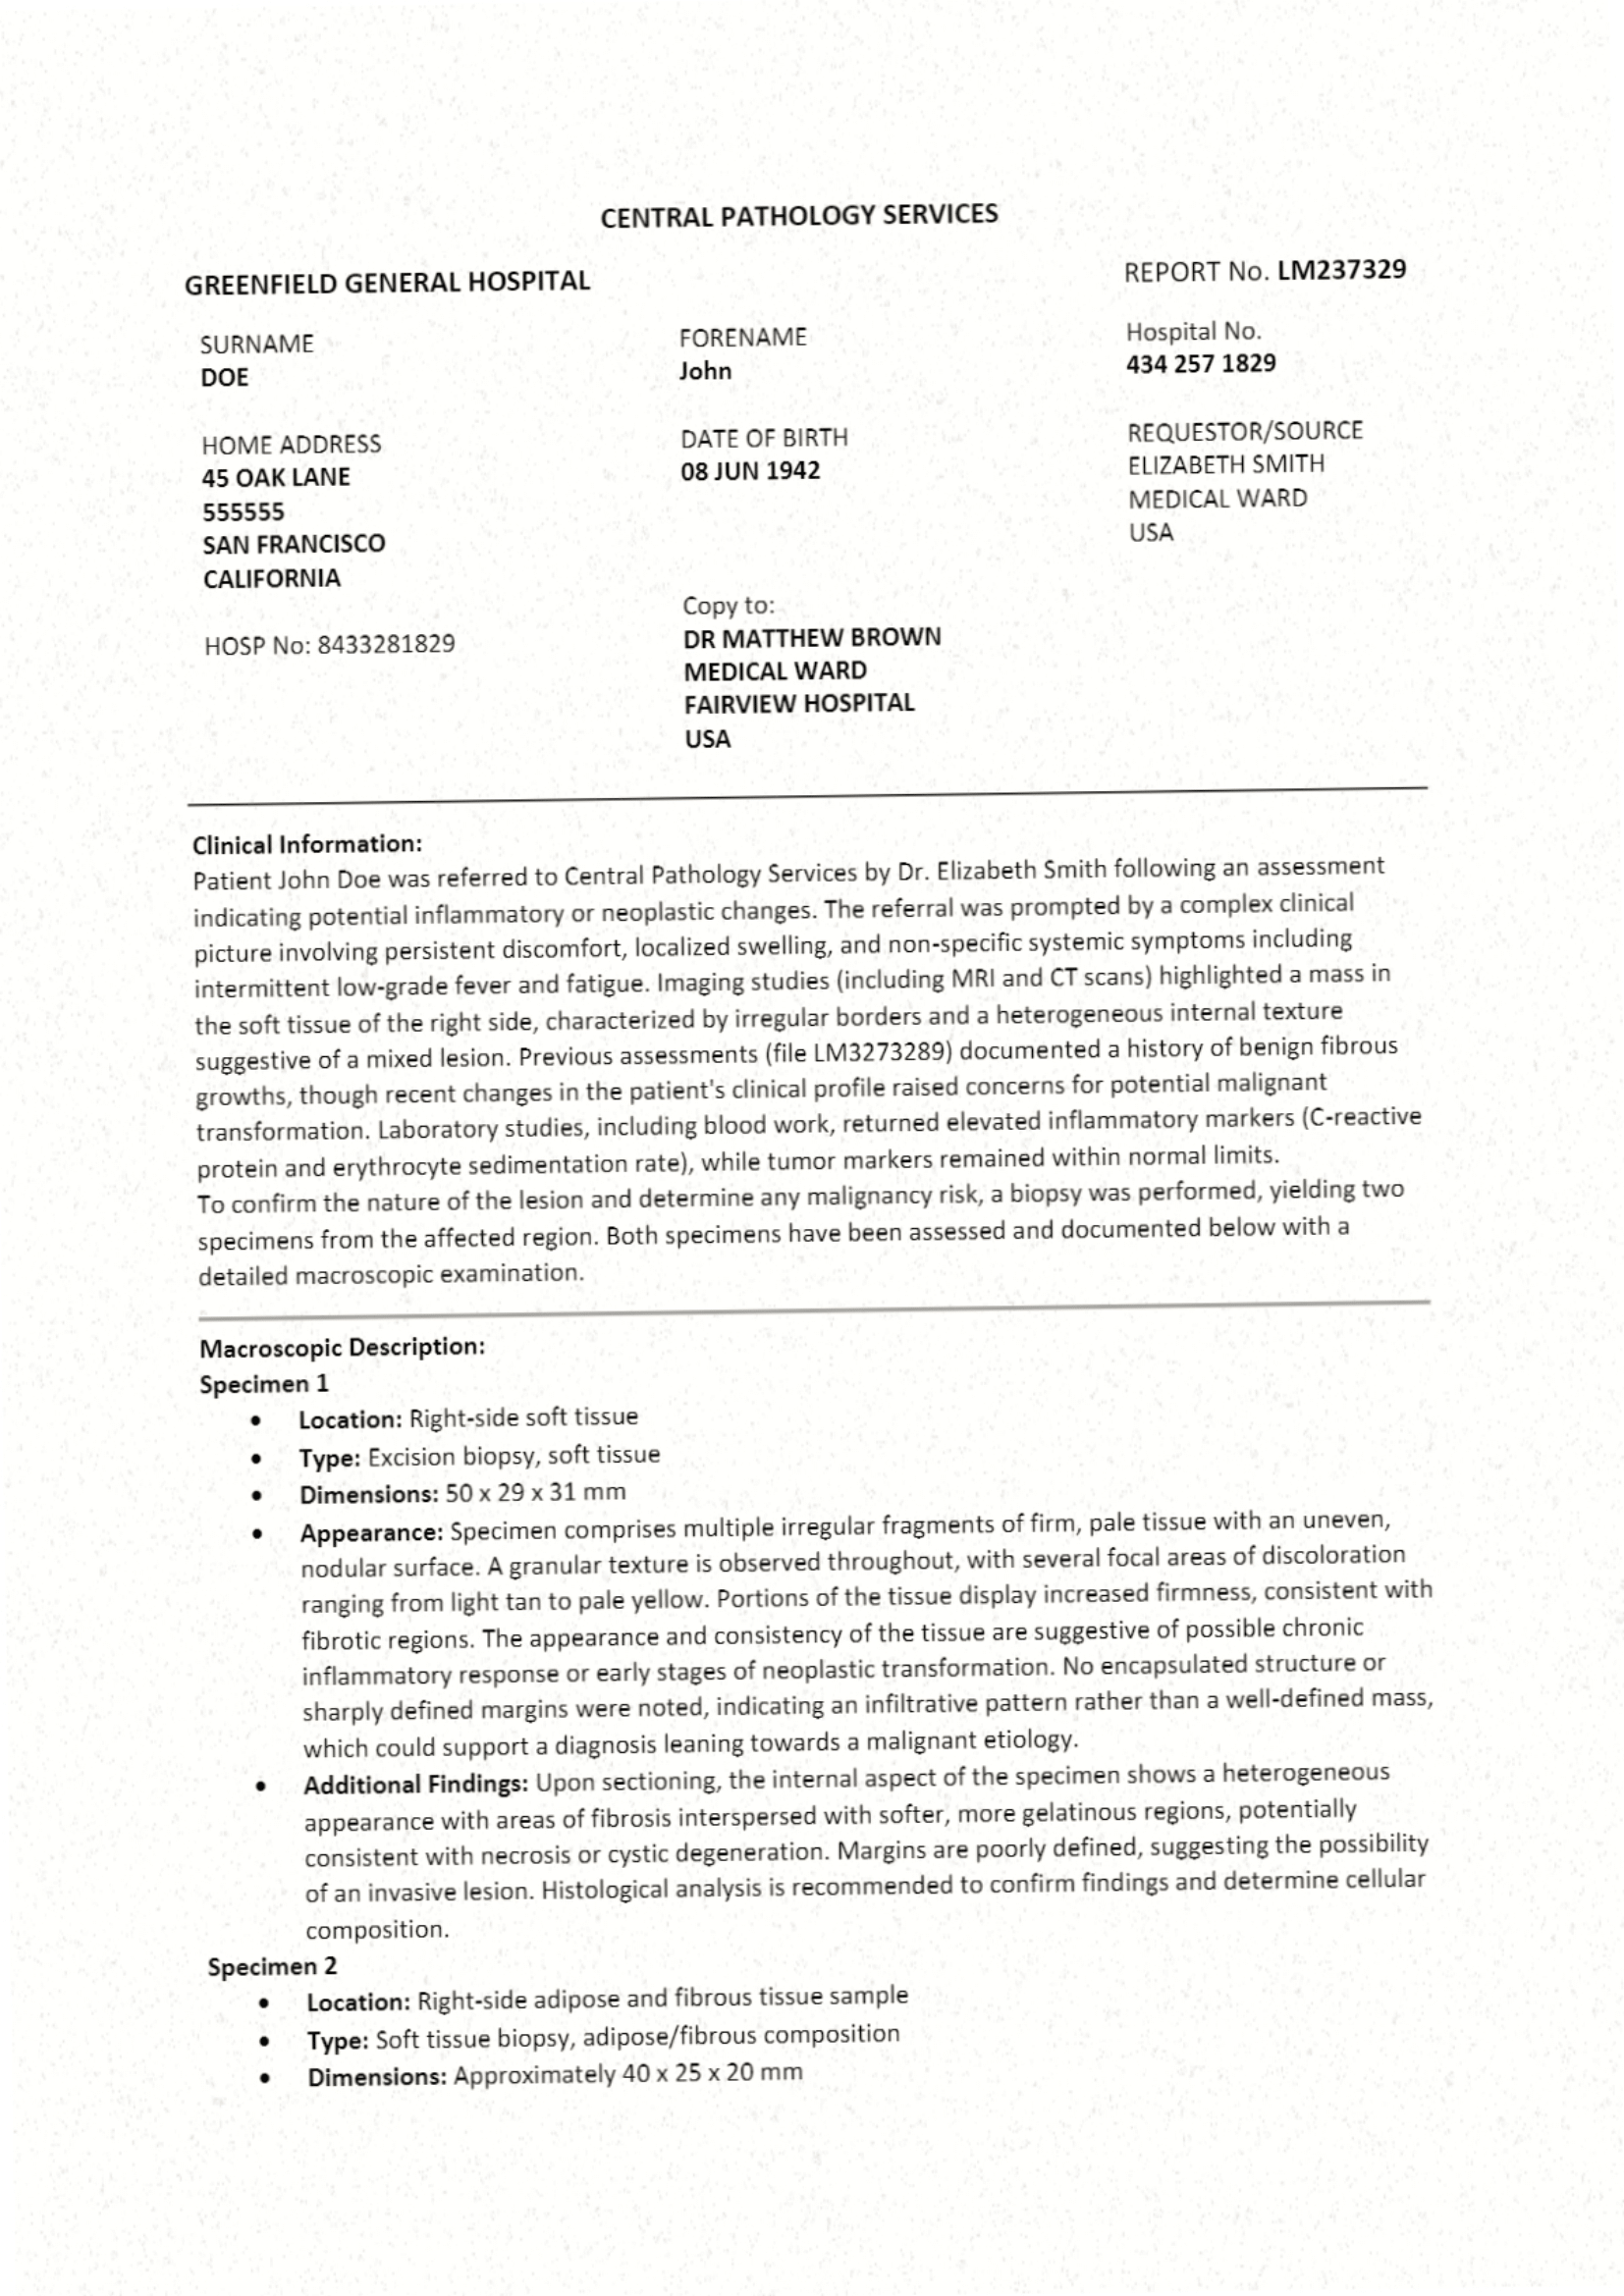 CENTRAL PATHOLOGY SERVICES
GREENFIELD GENERAL HOSPITAL
REPORT No. LM237329
SURNAME
DOE
FORENAME
John
Hospital No.
434 257 1829
HOME ADDRESS
45 OAK LANE
555555
SAN FRANCISCO
CALIFORNIA
DATE OF BIRTH
08 JUN 1942
REQUESTOR/SOURCE
ELIZABETH SMITH
MEDICAL WARD
USA
HOSP No: 8433281829
Copy to:
DR MATTHEW BROWN
MEDICAL WARD
FAIRVIEW HOSPITAL
USA
Clinical Information:
Patient John Doe was referred to Central Pathology Services by Dr. Elizabeth Smith following an assessment
indicating potential inflammatory or neoplastic changes. The referral was prompted by a complex clinical
picture involving persistent discomfort, localized swelling, and non-specific systemic symptoms including
intermittent low-grade fever and fatigue. Imaging studies (including MRI and CT scans) highlighted a mass in
the soft tissue of the right side, characterized by irregular borders and a heterogeneous internal texture
suggestive of a mixed lesion. Previous assessments (file LM3273289) documented a history of benign fibrous
growths, though recent changes in the patient's clinical profile raised concerns for potential malignant
transformation. Laboratory studies, including blood work, returned elevated inflammatory markers (C-reactive
protein and erythrocyte sedimentation rate), while tumor markers remained within normal limits.
To confirm the nature of the lesion and determine any malignancy risk, a biopsy was performed, yielding two
specimens from the affected region. Both specimens have been assessed and documented below with a
detailed macroscopic examination.
Macroscopic Description:
Specimen 1
• Location: Right-side soft tissue
• Type: Excision biopsy, soft tissue
• Dimensions: 50 x 29 x 31 mm
• Appearance: Specimen comprises multiple irregular fragments of firm, pale tissue with an uneven,
nodular surface. A granular texture is observed throughout, with several focal areas of discoloration
ranging from light tan to pale yellow. Portions of the tissue display increased firmness, consistent with
fibrotic regions. The appearance and consistency of the tissue are suggestive of possible chronic
inflammatory response or early stages of neoplastic transformation. No encapsulated structure or
sharply defined margins were noted, indicating an infiltrative pattern rather than a well-defined mass,
which could support a diagnosis leaning towards a malignant etiology.
• Additional Findings: Upon sectioning, the internal aspect of the specimen shows a heterogeneous
appearance with areas of fibrosis interspersed with softer, more gelatinous regions, potentially
consistent with necrosis or cystic degeneration. Margins are poorly defined, suggesting the possibility
of an invasive lesion. Histological analysis is recommended to confirm findings and determine cellular
composition.
Specimen 2
• Location: Right-side adipose and fibrous tissue sample
• Type: Soft tissue biopsy, adipose/fibrous composition
• Dimensions: Approximately 40 x 25 x 20 mm